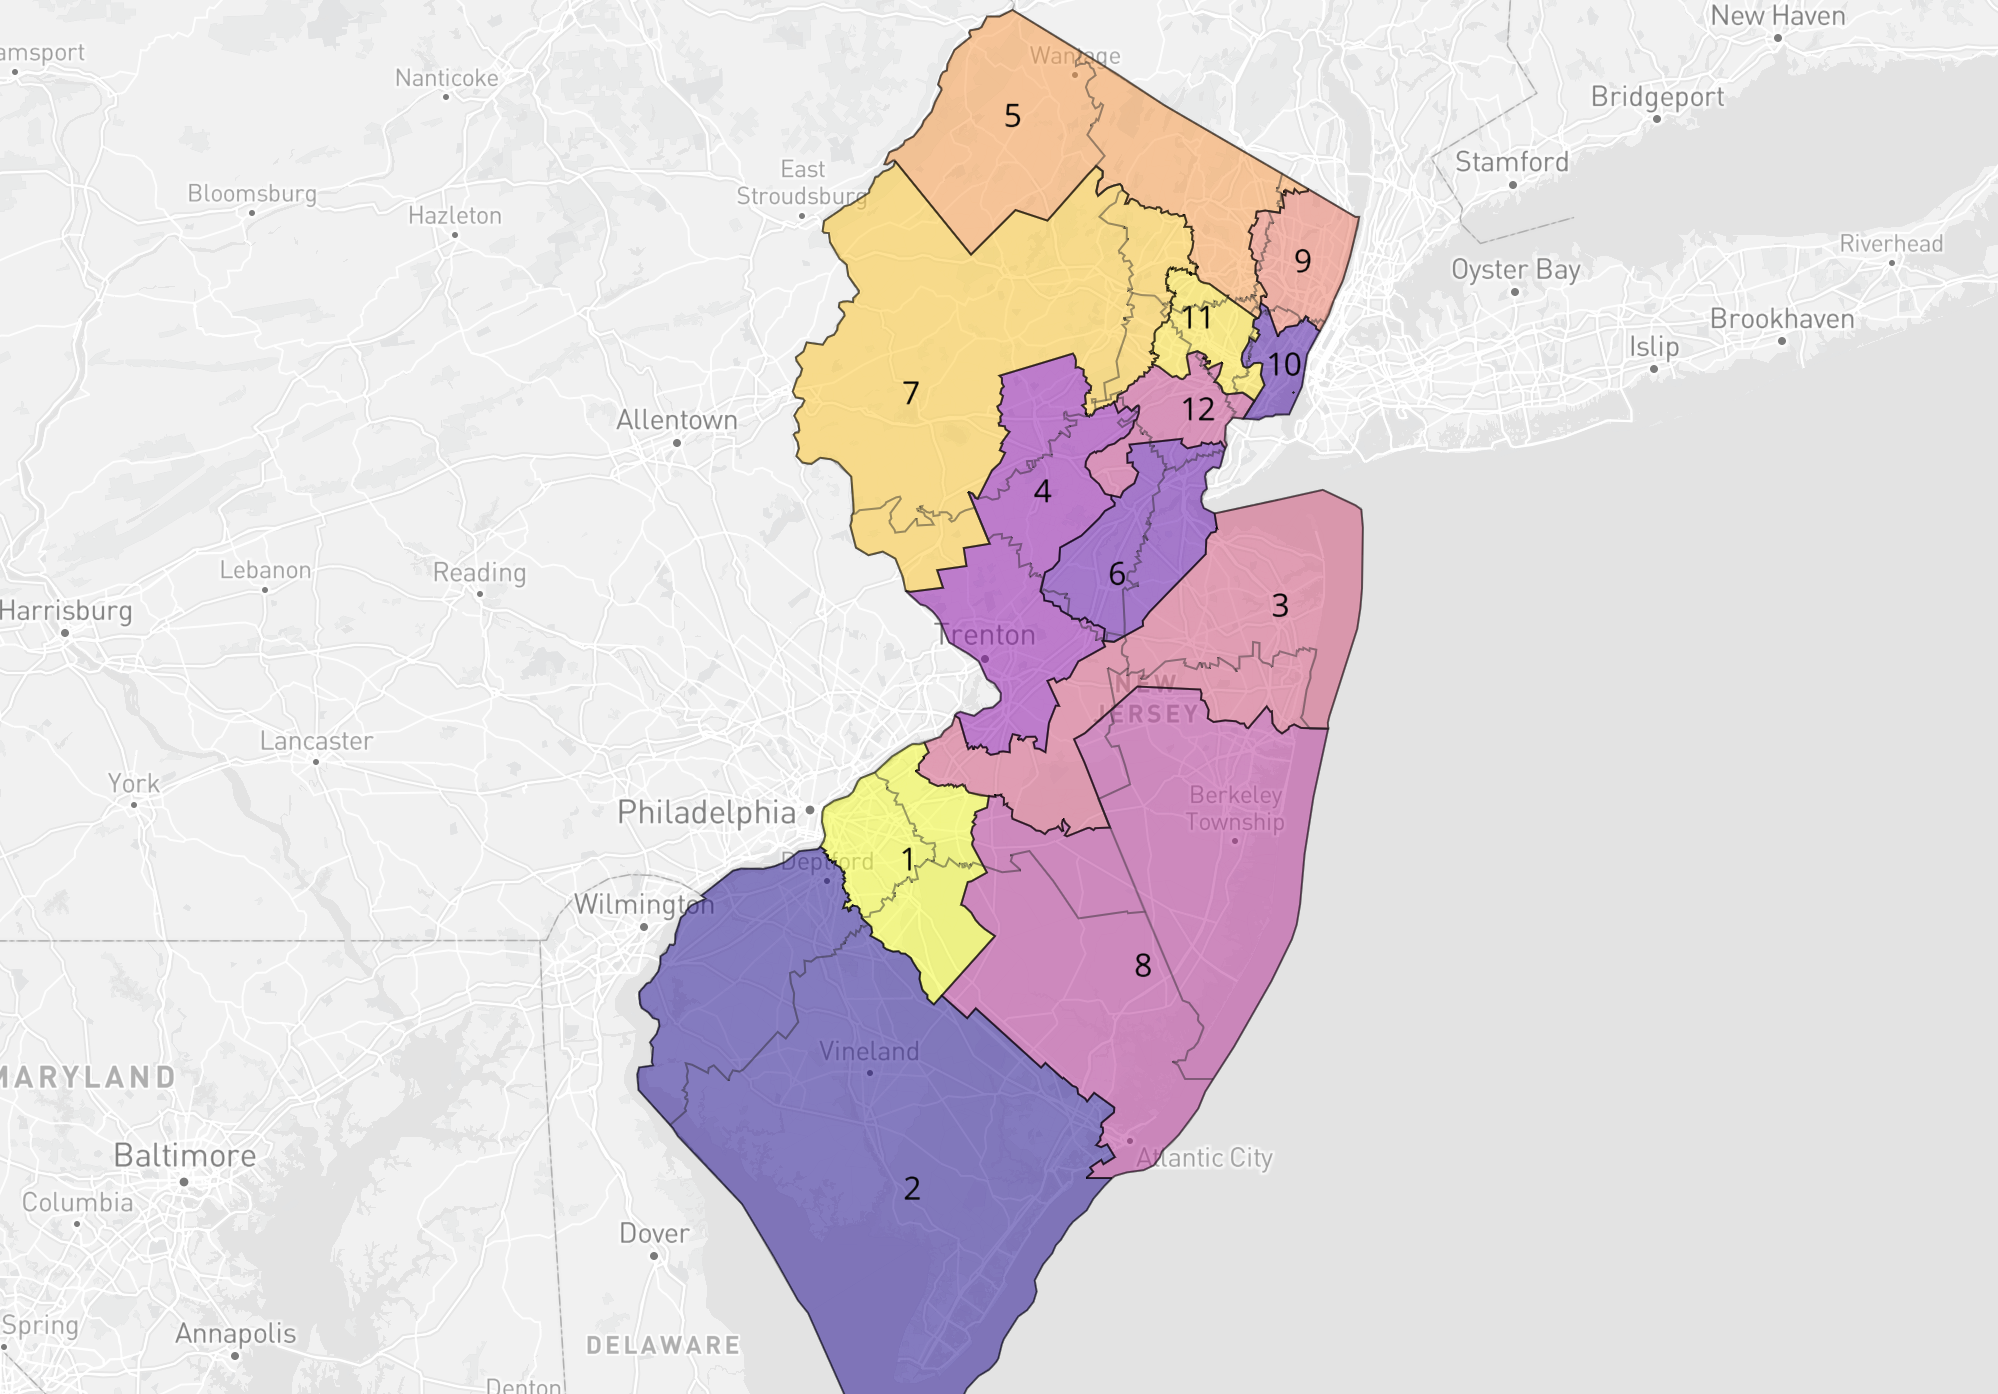 New Haven
amsport
Wantage
Nanticoke
Bridgeport
5
Stamford
East
Stroudsburg
Bloomsburg
Hazleton
Riverhead
9
Oyster Bay
11
Brookhaven
Islip
10
7
12
Allentown
4
Lebanon
Reading
6
3
Harrisburg
Trenton
NEW
JERSEY
Lancaster
York
Berkeley
Township
Philadelphia
1
Deptford
Wilmington
8
Vineland
MARYLAND
Baltimore
Atlantic City
2
Columbia
Dover
Spring
Annapolis
DELAWARE
Denton